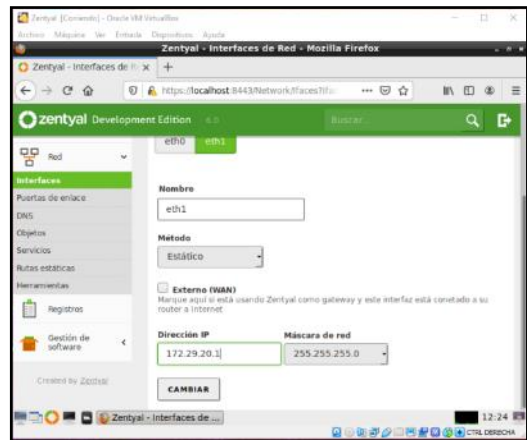 Zentyal [Corriendo] - Oracle VM VirtualBox
Archivo Máquina Ver Entrada Dispositivos Ayuda
Zentyal - Interfaces de Red - Mozilla Firefox
Zentyal - Interfaces de R
https://localhost:8443/Network/Ifaces?if
zentyal Development Edition 6.0
Buscar...
Red
Interfaces
Puertas de enlace
DNS
Objetos
Servicios
Rutas estáticas
Herramientas
Registros
Gestión de
software
Created by Zentyal
eth0 eth1
Nombre
eth1
Método
Estático
Externo (WAN)
Marque aquí si está usando Zentyal como gateway y este interfaz está conetado a su
router a Internet
Dirección IP Máscara de red
172.29.20.1 255.255.255.0
CAMBIAR
Zentyal - Interfaces de ...
12:24
CTRL DERECHA